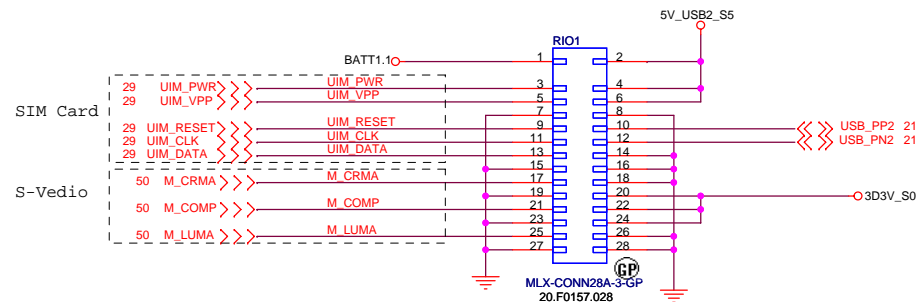 5V_USB2_S5
RIO1
BATT1.1 1 2
29 UIM_PWR UIM_PWR 3 4
29 UIM_VPP UIM_VPP 5 6
SIM Card
7 8
29 UIM_RESET UIM_RESET 9 10 USB_PP2 21
29 UIM_CLK UIM_CLK 11 12 USB_PN2 21
29 UIM_DATA UIM_DATA 13 14
15 16
50 M_CRMA M_CRMA 17 18
S-Vedio
19 20 3D3V_S0
50 M_COMP M_COMP 21 22
23 24
50 M_LUMA M_LUMA 25 26
27 28
GP
MLX-CONN28A-3-GP
20.F0157.028